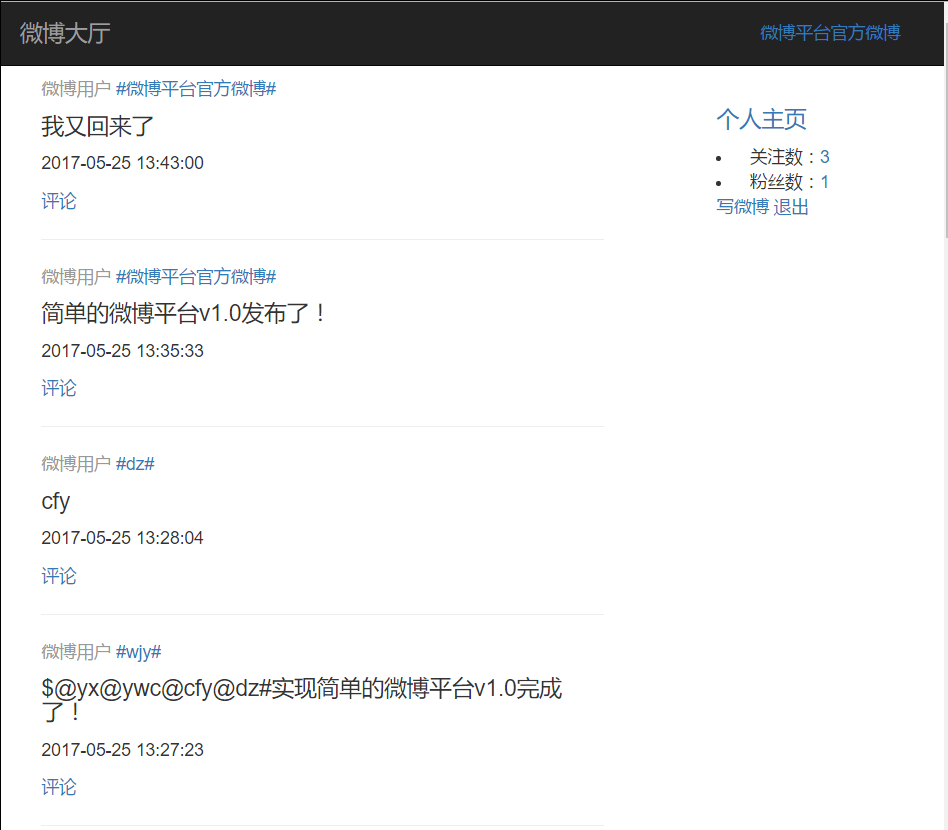 微博大厅 微博平台官方微博
微博用户 #微博平台官方微博#
我又回来了
2017-05-25 13:43:00
评论
个人主页
关注数：3
粉丝数：1
写微博 退出
微博用户 #微博平台官方微博#
简单的微博平台v1.0发布了！
2017-05-25 13:35:33
评论
微博用户 #dz#
cfy
2017-05-25 13:28:04
评论
微博用户 #wjy#
$@yx@ywc@cfy@dz#实现简单的微博平台v1.0完成
了！
2017-05-25 13:27:23
评论